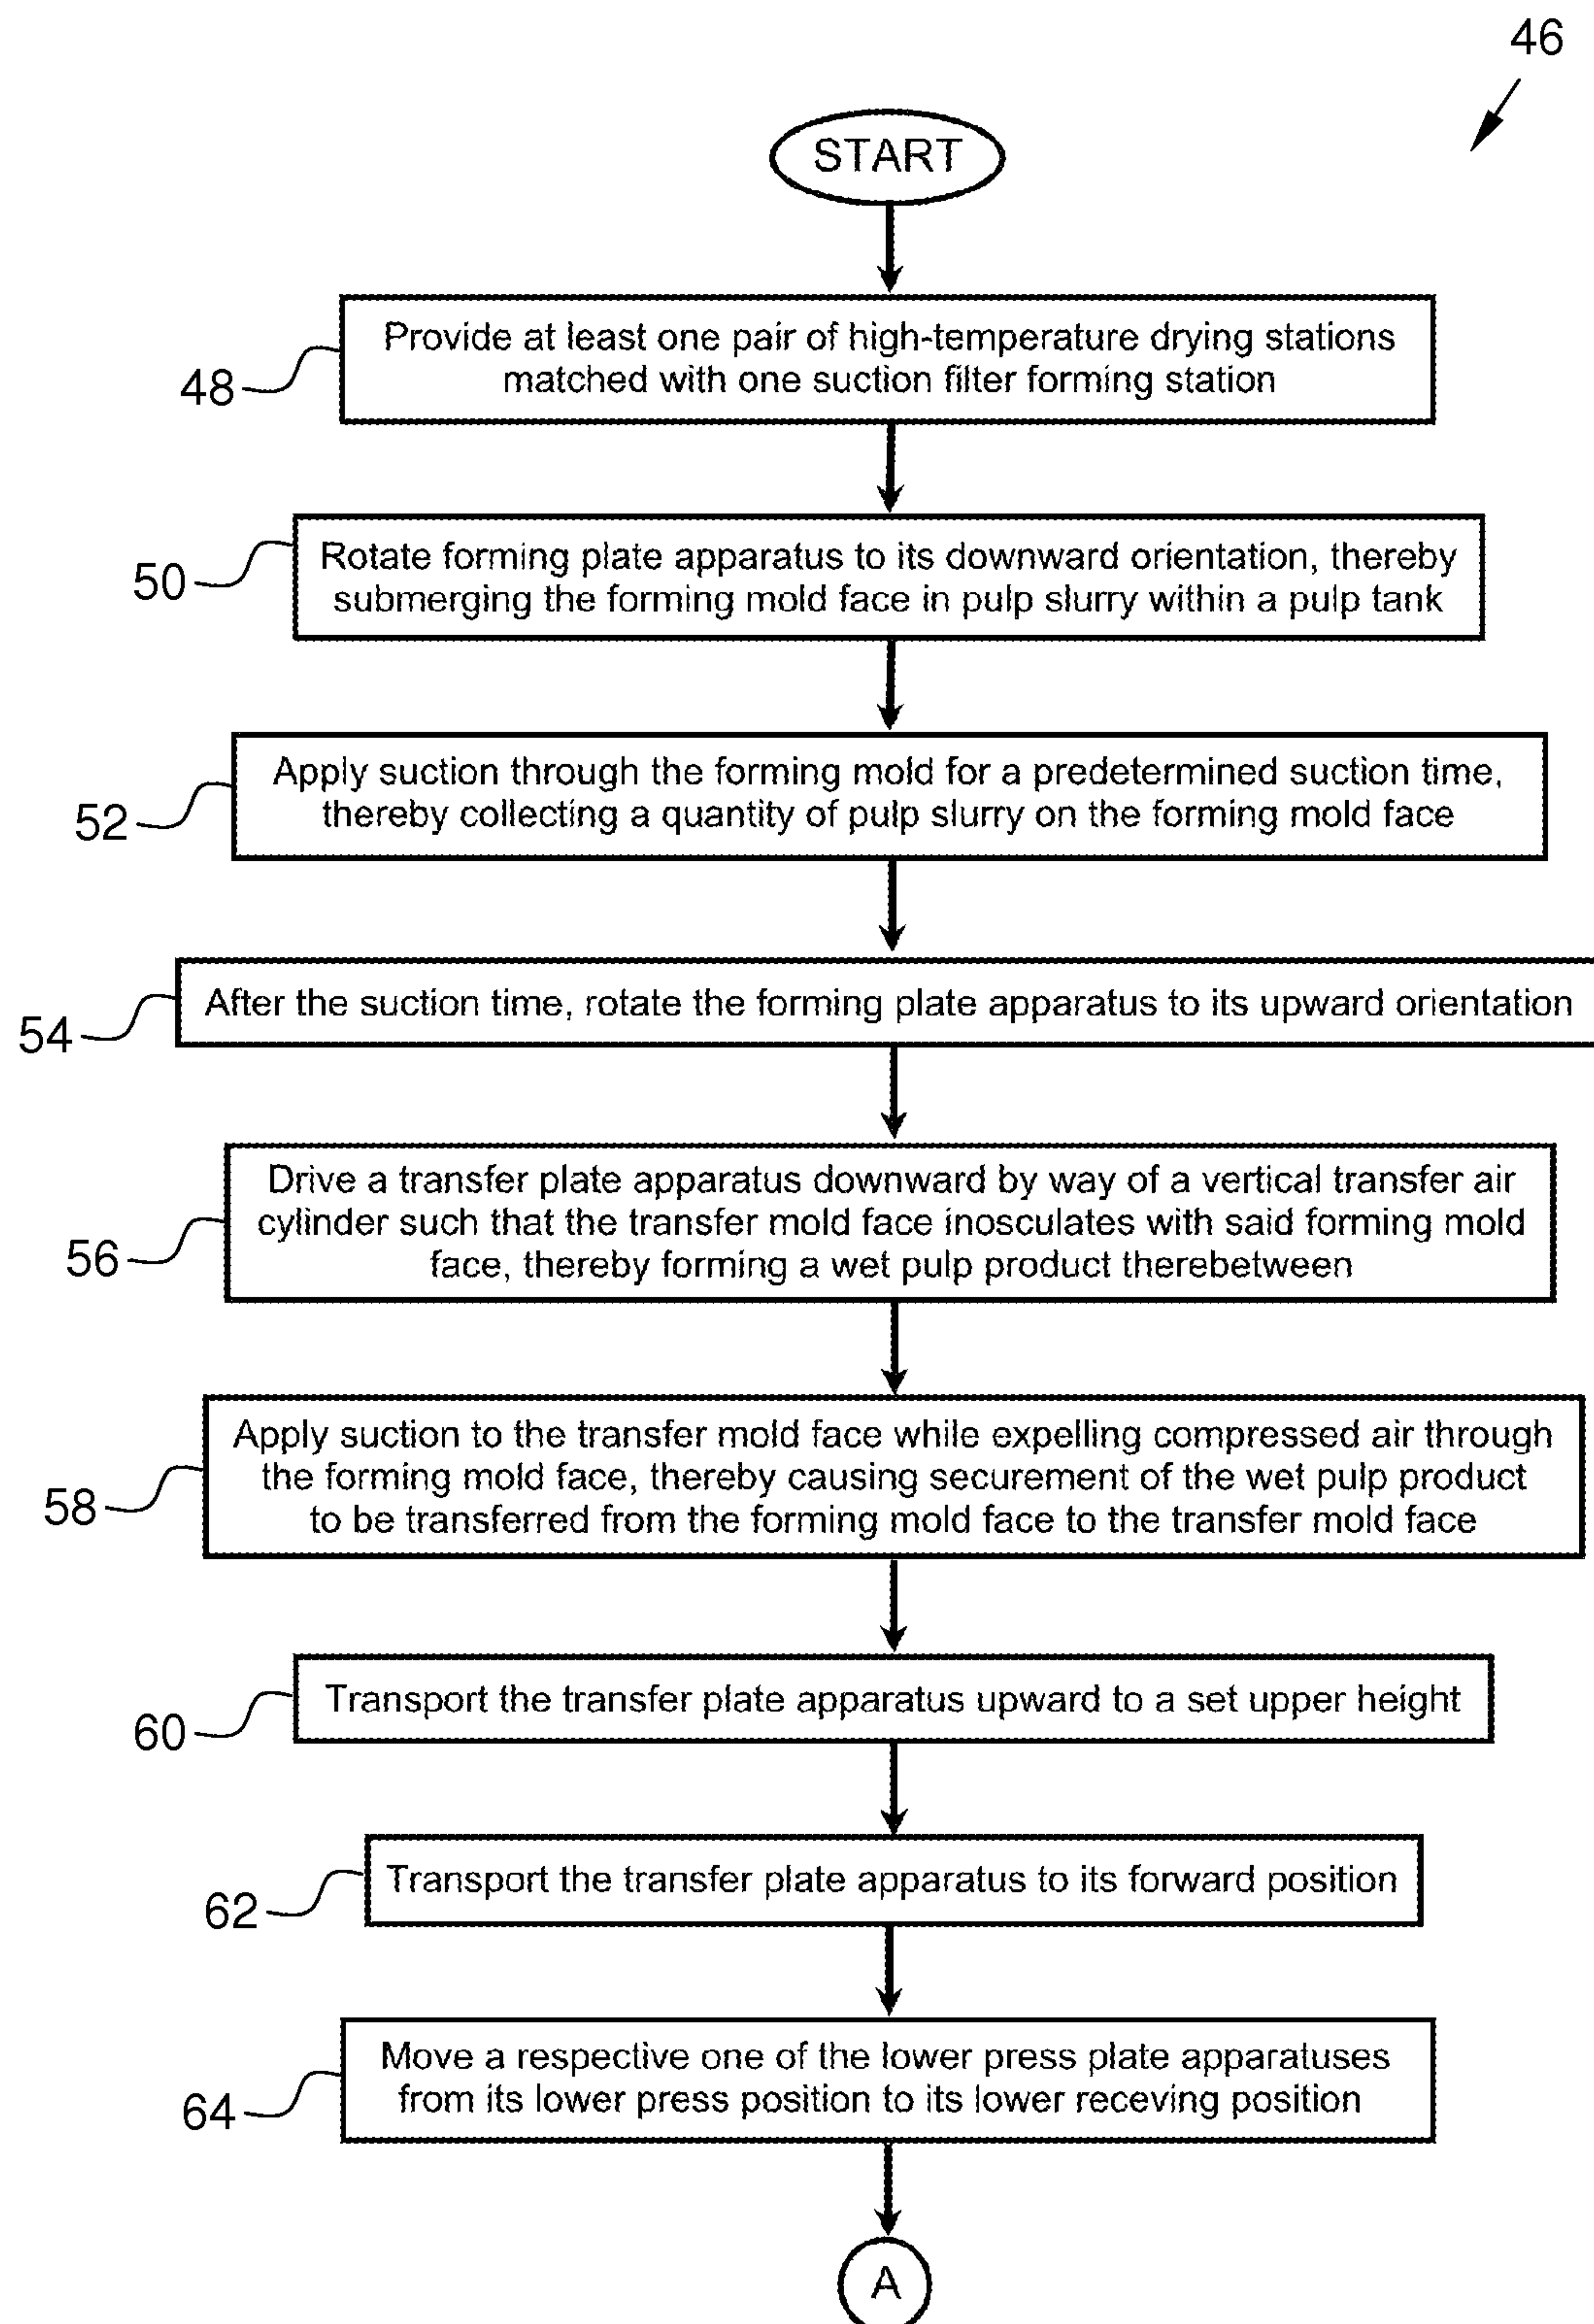 46
START
48
Provide at least one pair of high-temperature drying stations
matched with one suction filter forming station
50
Rotate forming plate apparatus to its downward orientation, thereby
submerging the forming mold face in pulp slurry within a pulp tank
52
Apply suction through the forming mold for a predetermined suction time,
thereby collecting a quantity of pulp slurry on the forming mold face
54
After the suction time, rotate the forming plate apparatus to its upward orientation
56
Drive a transfer plate apparatus downward by way of a vertical transfer air
cylinder such that the transfer mold face inosculates with said forming mold
face, thereby forming a wet pulp product therebetween
58
Apply suction to the transfer mold face while expelling compressed air through
the forming mold face, thereby causing securement of the wet pulp product
to be transferred from the forming mold face to the transfer mold face
60
Transport the transfer plate apparatus upward to a set upper height
62
Transport the transfer plate apparatus to its forward position
64
Move a respective one of the lower press plate apparatuses
from its lower press position to its lower receving position
A